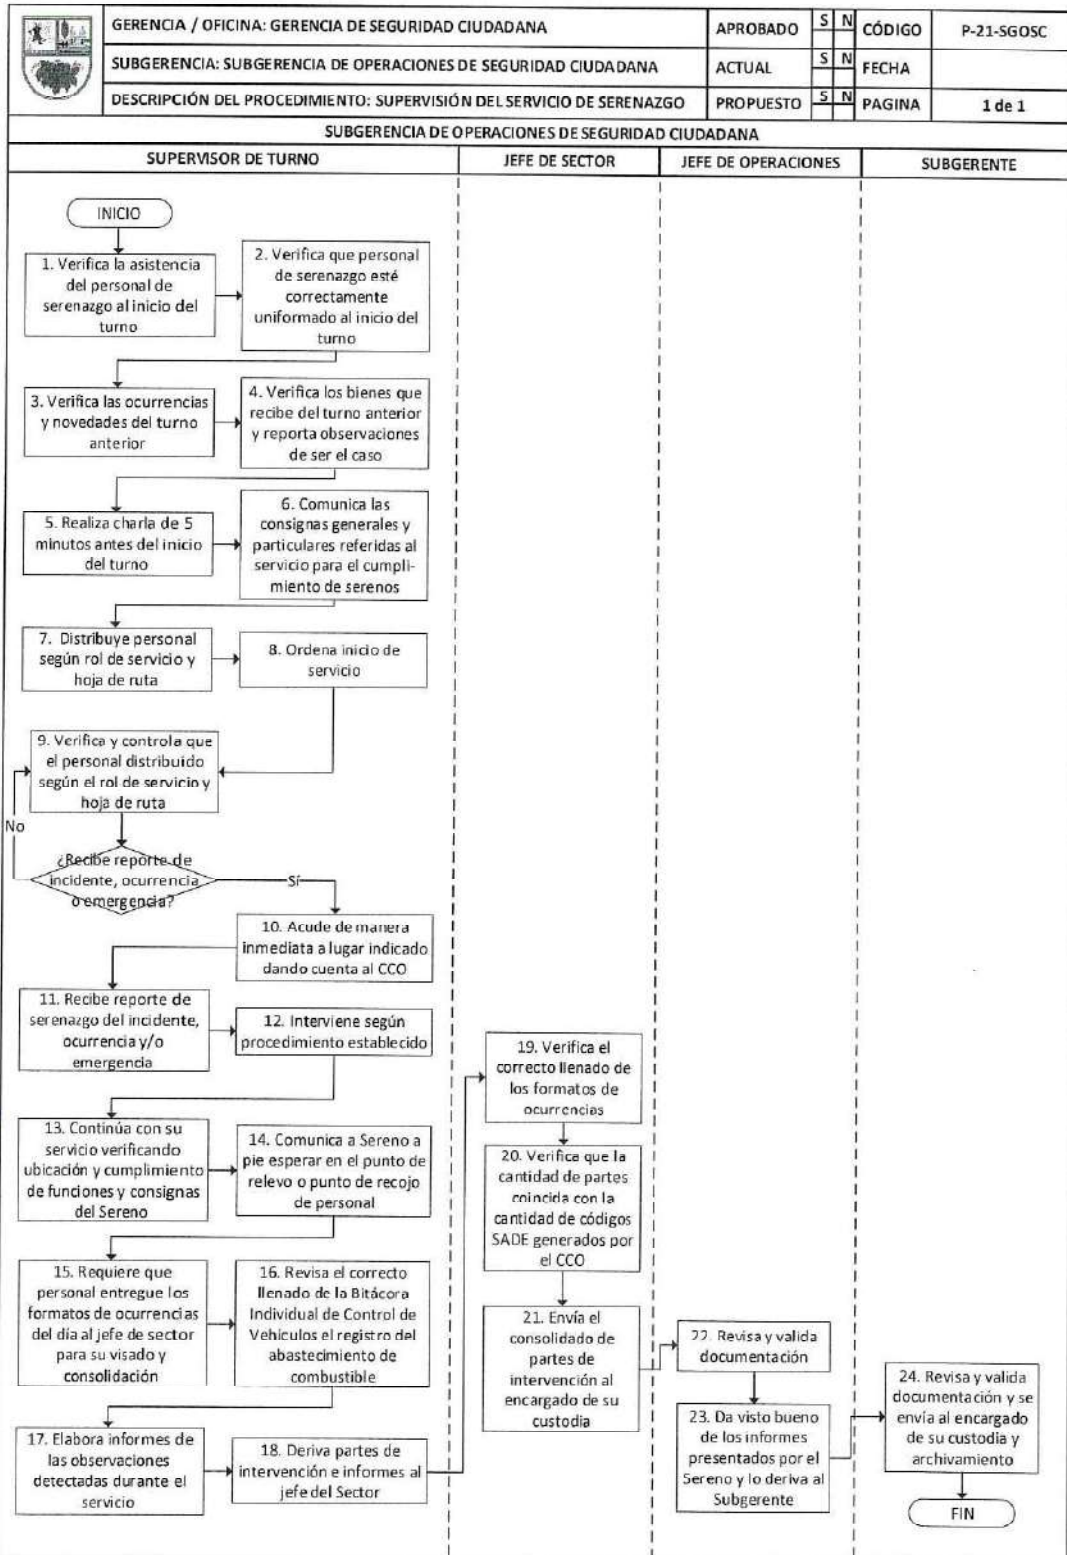 GERENCIA / OFICINA: GERENCIA DE SEGURIDAD CIUDADANA
APROBADO
S N
CÓDIGO
P-21-SGOSC
SUBGERENCIA: SUBGERENCIA DE OPERACIONES DE SEGURIDAD CIUDADANA
ACTUAL
S N
FECHA
DESCRIPCIÓN DEL PROCEDIMIENTO: SUPERVISIÓN DEL SERVICIO DE SERENAZGO
PROPUESTO
S N
PAGINA
1 de 1
SUBGERENCIA DE OPERACIONES DE SEGURIDAD CIUDADANA
SUPERVISOR DE TURNO
JEFE DE SECTOR
JEFE DE OPERACIONES
SUBGERENTE
INICIO
1. Verifica la asistencia
del personal de
serenazgo al inicio del
turno
2. Verifica que personal
de serenazgo esté
correctamente
uniformado al inicio del
turno
3. Verifica las ocurrencias
y novedades del turno
anterior
4. Verifica los bienes que
recibe del turno anterior
y reporta observaciones
de ser el caso
5. Realiza charla de 5
minutos antes del inicio
del turno
6. Comunica las
consignas generales y
particulares referidas al
servicio para el cumpli-
miento de serenos
7. Distribuye personal
según rol de servicio y
hoja de ruta
8. Ordena inicio de
servicio
9. Verifica y controla que
el personal distribuido
según el rol de servicio y
hoja de ruta
No
¿Recibe reporte de
incidente, ocurrencia
o emergencia?
Sí
10. Acude de manera
inmediata a lugar indicado
dando cuenta al CCO
11. Recibe reporte de
serenazgo del incidente,
ocurrencia y/o
emergencia
12. Interviene según
procedimiento establecido
13. Continúa con su
servicio verificando
ubicación y cumplimiento
de funciones y consignas
del Sereno
14. Comunica a Sereno a
pie esperar en el punto de
relevo o punto de recojo
de personal
15. Requiere que
personal entregue los
formatos de ocurrencias
del día al jefe de sector
para su visado y
consolidación
16. Revisa el correcto
llenado de la Bitácora
Individual de Control de
Vehículos el registro del
abastecimiento de
combustible
17. Elabora informes de
las observaciones
detectadas durante el
servicio
18. Deriva partes de
intervención e informes al
jefe del Sector
19. Verifica el
correcto llenado de
los formatos de
ocurrencias
20. Verifica que la
cantidad de partes
coincida con la
cantidad de códigos
SADE generados por
el CCO
21. Envía el
consolidado de
partes de
intervención al
encargado de su
custodia
22. Revisa y valida
documentación
23. Da visto bueno
de los informes
presentados por el
Sereno y lo deriva al
Subgerente
24. Revisa y valida
documentación y se
envía al encargado
de su custodia y
archivamiento
FIN